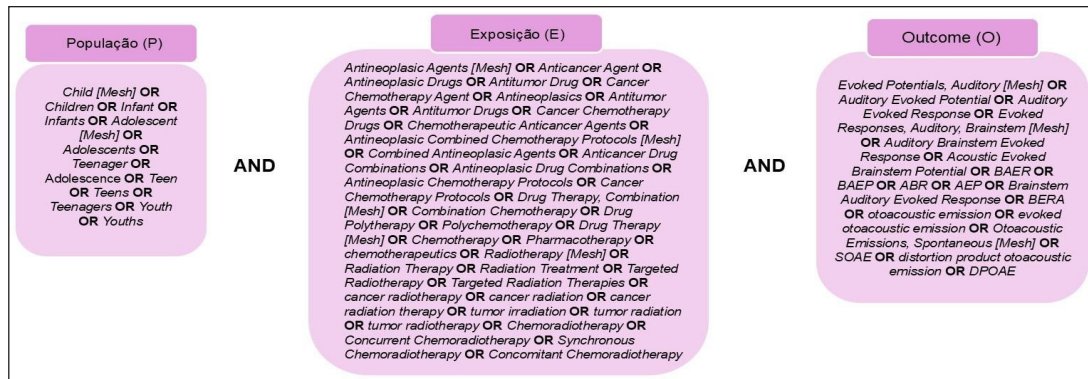 População (P)
Child [Mesh] OR
Children OR Infant OR
Infants OR Adolescent
[Mesh] OR
Adolescents OR
Teenager OR
Adolescence OR Teen
OR Teens OR
Teenagers OR Youth
OR Youths
AND
Exposição (E)
Antineoplasic Agents [Mesh] OR Anticancer Agent OR
Antineoplasic Drugs OR Antitumor Drug OR Cancer
Chemotherapy Agent OR Antineoplasics OR Antitumor
Agents OR Antitumor Drugs OR Cancer Chemotherapy
Drugs OR Chemotherapeutic Anticancer Agents OR
Antineoplasic Combined Chemotherapy Protocols [Mesh]
OR Combined Antineoplasic Agents OR Anticancer Drug
Combinations OR Antineoplasic Drug Combinations OR
Antineoplasic Chemotherapy Protocols OR Cancer
Chemotherapy Protocols OR Drug Therapy, Combination
[Mesh] OR Combination Chemotherapy OR Drug
Polytherapy OR Polychemotherapy OR Drug Therapy
[Mesh] OR Chemotherapy OR Pharmacotherapy OR
chemotherapeutics OR Radiotherapy [Mesh] OR
Radiation Therapy OR Radiation Treatment OR Targeted
Radiotherapy OR Targeted Radiation Therapies OR
cancer radiotherapy OR cancer radiation OR cancer
radiation therapy OR tumor irradiation OR tumor radiation
OR tumor radiotherapy OR Chemoradiotherapy OR
Concurrent Chemoradiotherapy OR Synchronous
Chemoradiotherapy OR Concomitant Chemoradiotherapy
AND
Outcome (O)
Evoked Potentials, Auditory [Mesh] OR
Auditory Evoked Potential OR Auditory
Evoked Response OR Evoked
Responses, Auditory, Brainstem [Mesh]
OR Auditory Brainstem Evoked
Response OR Acoustic Evoked
Brainstem Potential OR BAER OR
BAEP OR ABR OR AEP OR Brainstem
Auditory Evoked Response OR BERA
OR otoacoustic emission OR evoked
otoacoustic emission OR Otoacoustic
Emissions, Spontaneous [Mesh] OR
SOAE OR distortion product otoacoustic
emission OR DPOAE